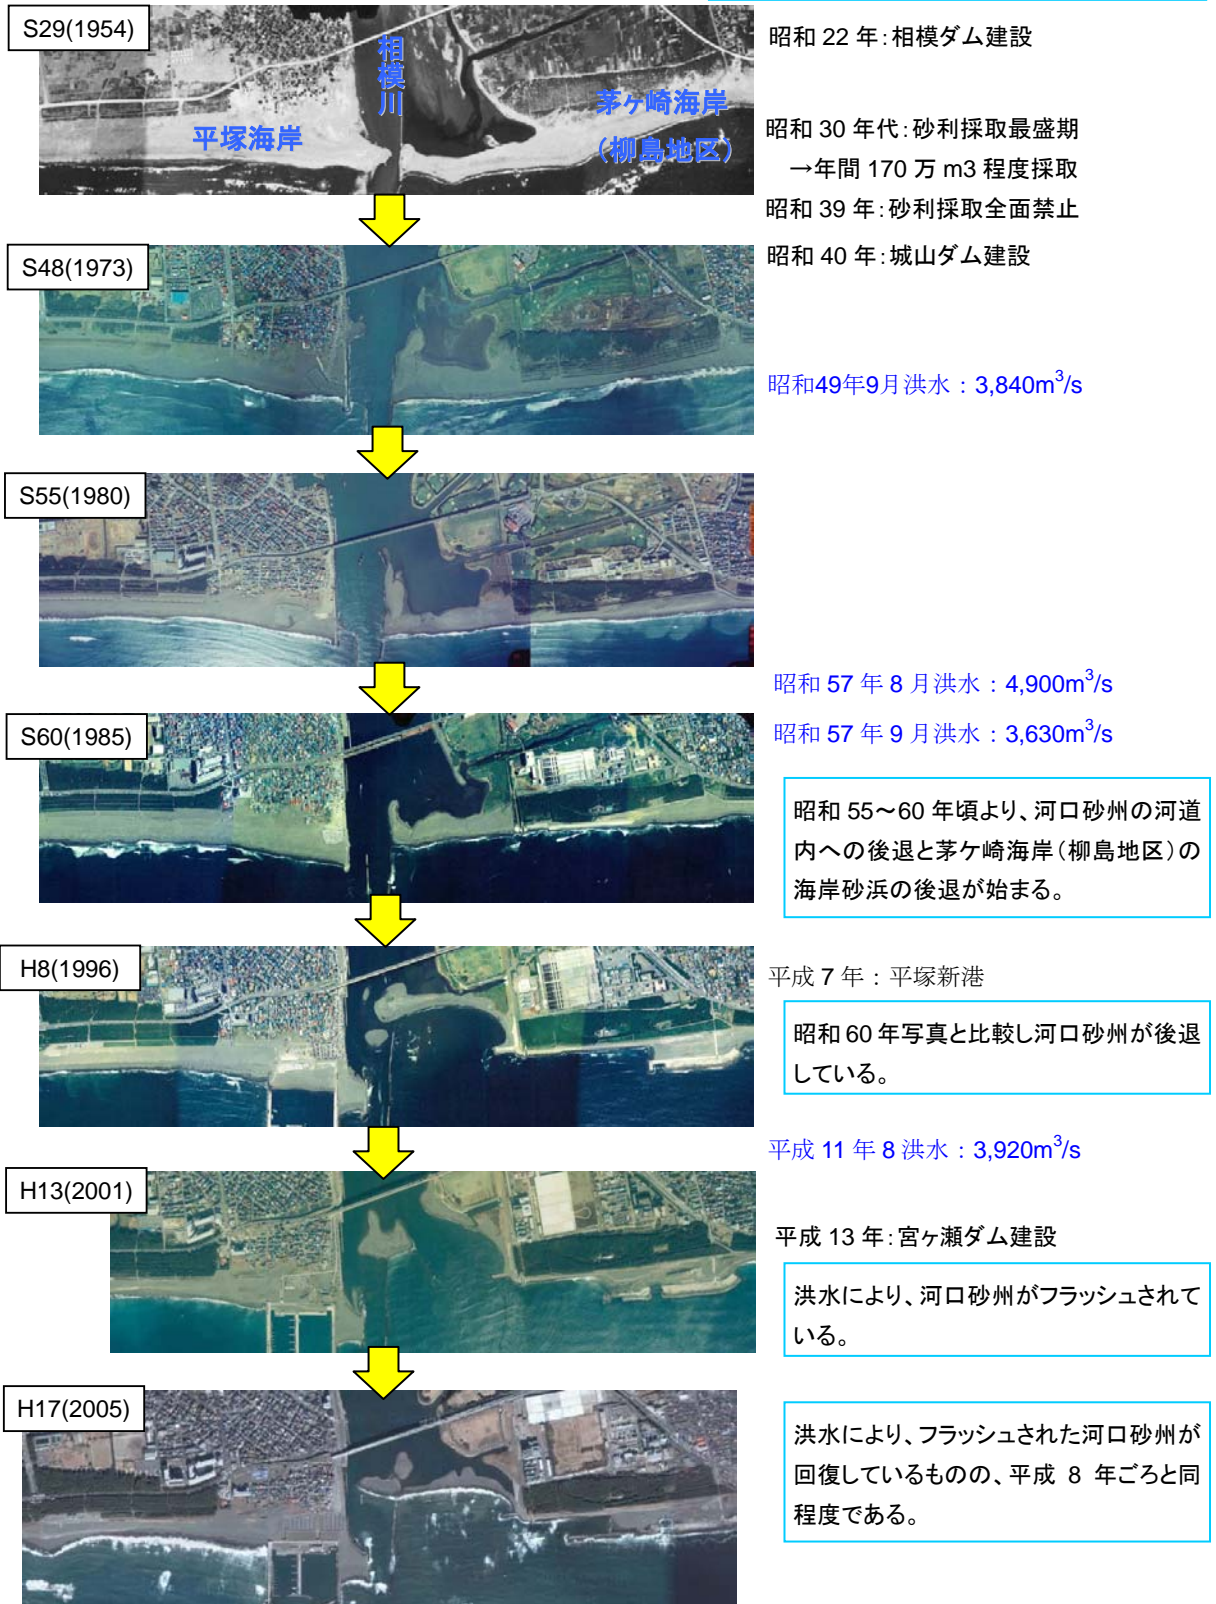 S29(1954)
相模川
平塚海岸
茅ヶ崎海岸
（柳島地区）
昭和 22 年：相模ダム建設
昭和 30 年代：砂利採取最盛期
→年間 170 万 m3 程度採取
昭和 39 年：砂利採取全面禁止
S48(1973)
昭和 40 年：城山ダム建設
昭和49年9月洪水：3,840m³/s
S55(1980)
昭和 57 年 8 月洪水：4,900m³/s
S60(1985)
昭和 57 年 9 月洪水：3,630m³/s
昭和 55～60 年頃より、河口砂州の河道
内への後退と茅ケ崎海岸（柳島地区）の
海岸砂浜の後退が始まる。
H8(1996)
平成 7 年：平塚新港
昭和 60 年写真と比較し河口砂州が後退
している。
平成 11 年 8 洪水：3,920m³/s
H13(2001)
平成 13 年：宮ヶ瀬ダム建設
洪水により、河口砂州がフラッシュされて
いる。
H17(2005)
洪水により、フラッシュされた河口砂州が
回復しているものの、平成 8 年ごろと同
程度である。